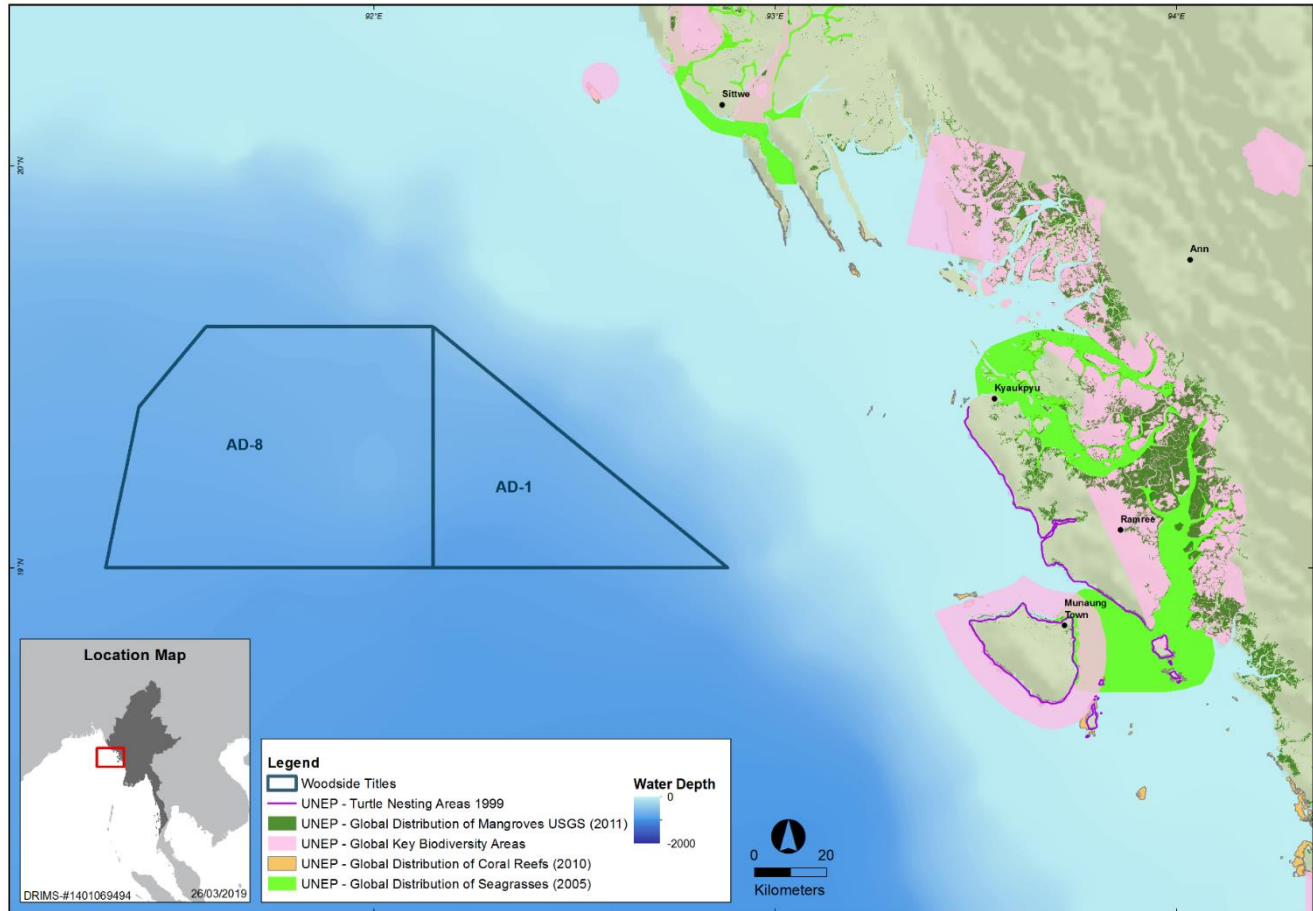 92°E
93°E
94°E
Sittwe
20°N
Ann
Kyaukpyu
AD-8
AD-1
Ramree
19°N
Munaung
Town
Location Map
DRIMS-#1401069494
26/03/2019
Legend
Woodside Titles
UNEP - Turtle Nesting Areas 1999
UNEP - Global Distribution of Mangroves USGS (2011)
UNEP - Global Key Biodiversity Areas
UNEP - Global Distribution of Coral Reefs (2010)
UNEP - Global Distribution of Seagrasses (2005)
Water Depth
0
-2000
0 20
Kilometers